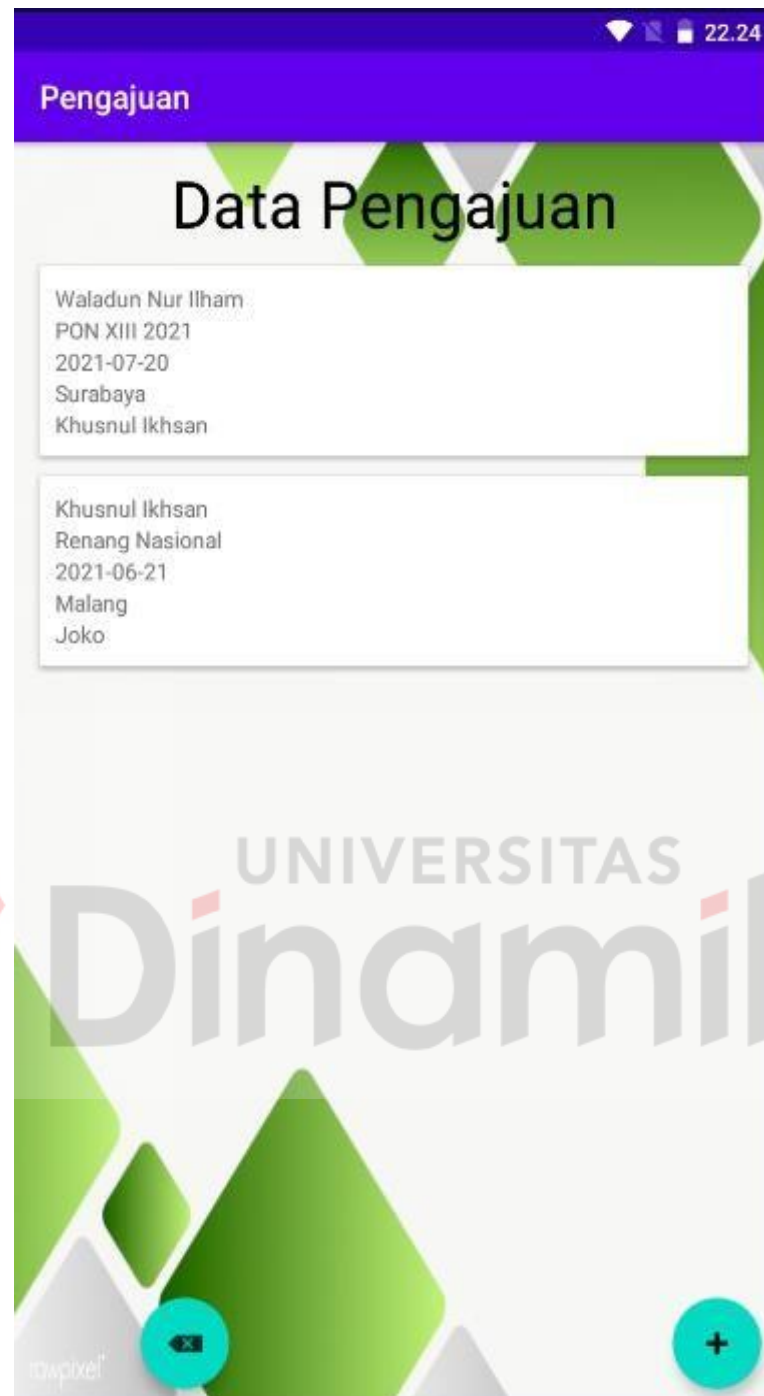 22.24
Pengajuan
Data Pengajuan
Waladun Nur Ilham
PON XIII 2021
2021-07-20
Surabaya
Khusnul Ikhsan
Khusnul Ikhsan
Renang Nasional
2021-06-21
Malang
Joko
UNIVERSITAS
Dinami
rawpixel